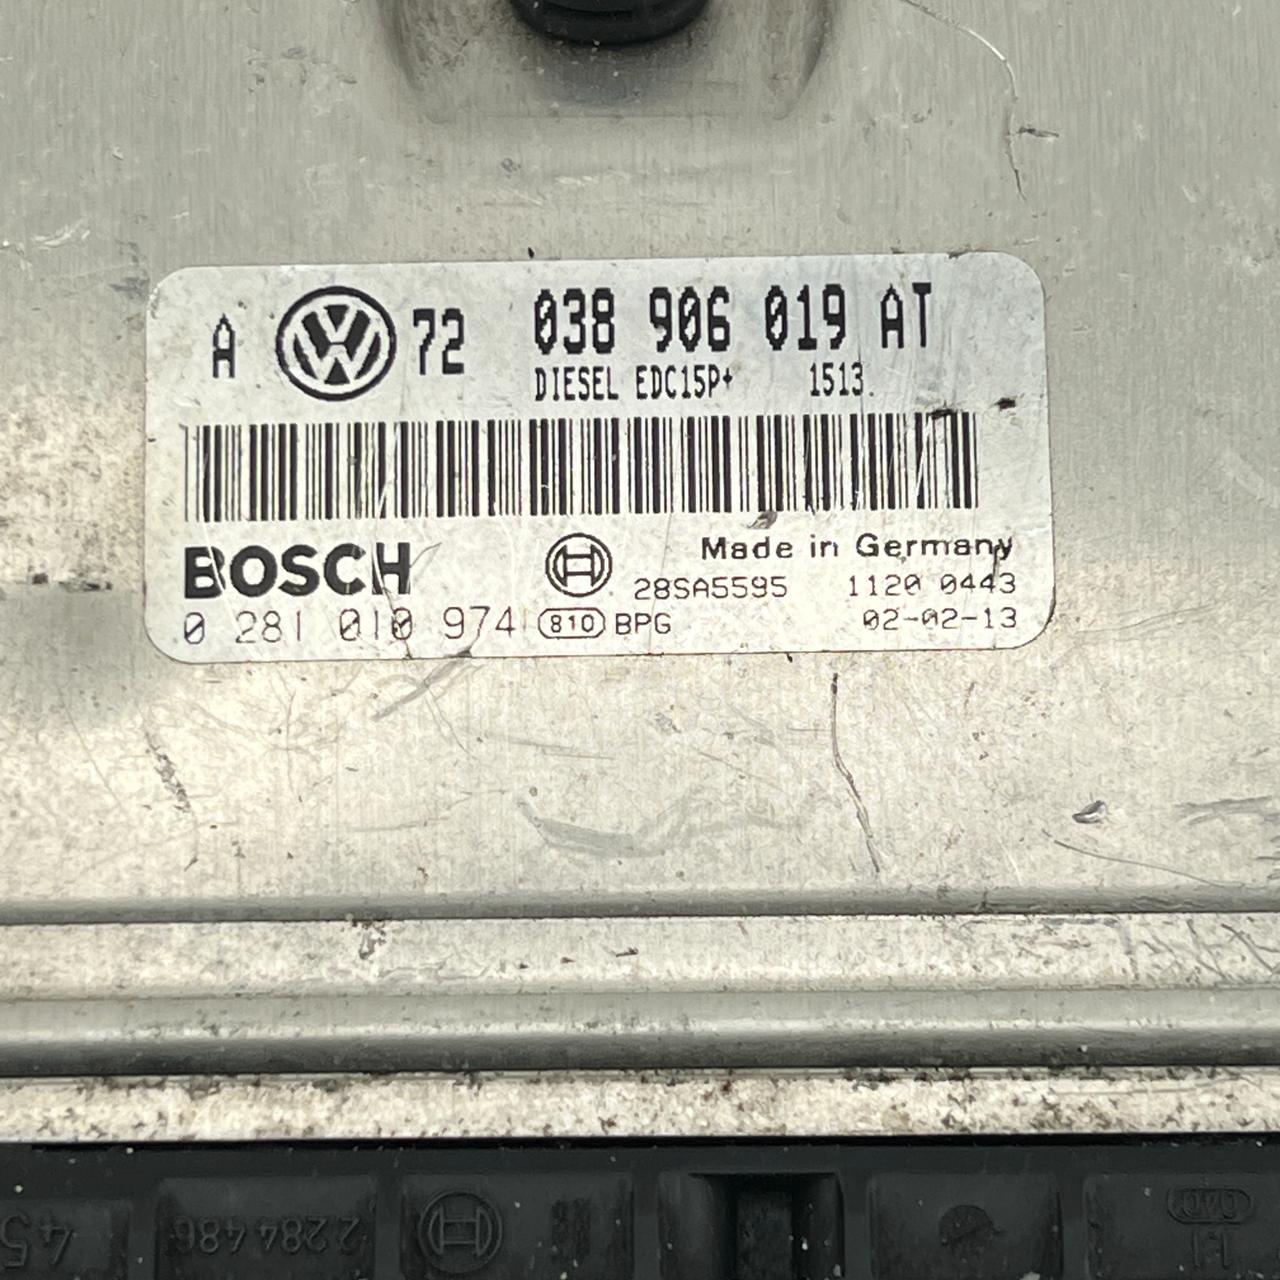 A VW 72 038 906 019 AT
DIESEL EDC15P+ 1513
BOSCH
Made in Germany
28SA5595 1120 0443
0 281 010 974 810 BPG 02-02-13
2284486